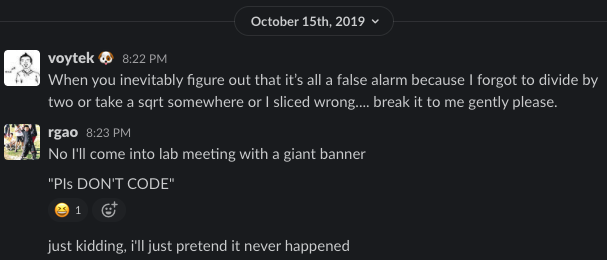 October 15th, 2019
voytek 8:22 PM
When you inevitably figure out that it's all a false alarm because I forgot to divide by
two or take a sqrt somewhere or I sliced wrong.... break it to me gently please.
rgao 8:23 PM
No I'll come into lab meeting with a giant banner
"PIs DON'T CODE"
1
just kidding, i'll just pretend it never happened